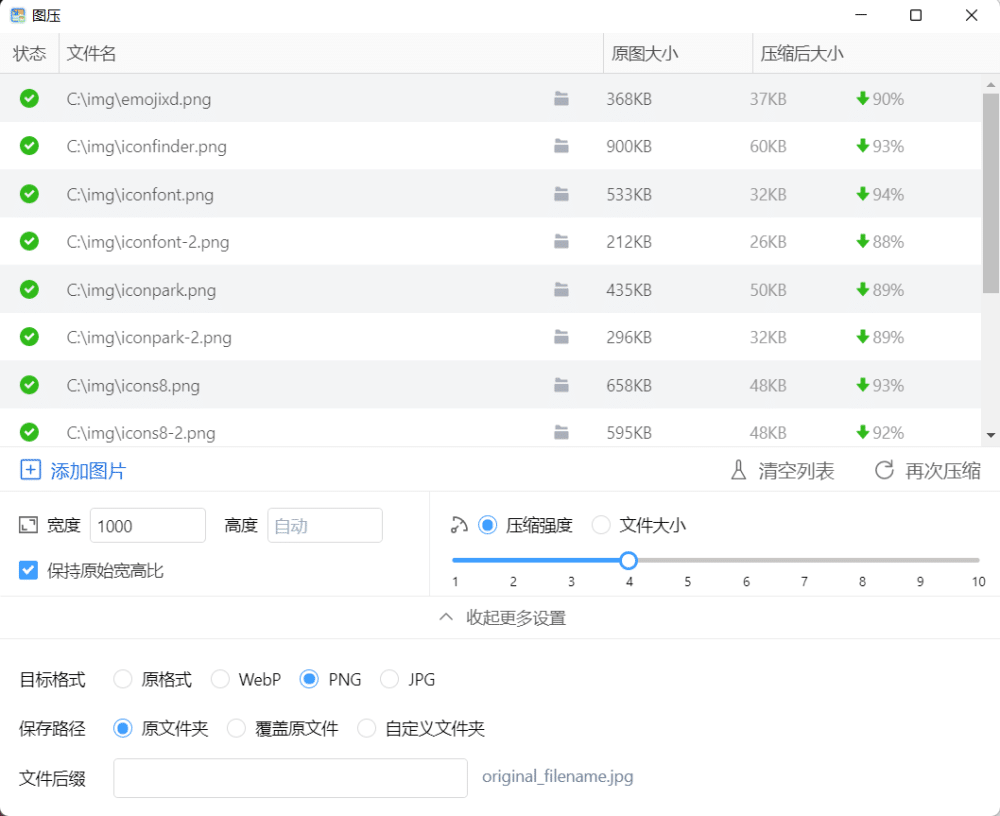 图压
状态 文件名 原图大小 压缩后大小
C:\img\emojixd.png 368KB 37KB 90%
C:\img\iconfinder.png 900KB 60KB 93%
C:\img\iconfont.png 533KB 32KB 94%
C:\img\iconfont-2.png 212KB 26KB 88%
C:\img\iconpark.png 435KB 50KB 89%
C:\img\iconpark-2.png 296KB 32KB 89%
C:\img\icons8.png 658KB 48KB 93%
C:\img\icons8-2.png 595KB 48KB 92%
添加图片 清空列表 再次压缩
宽度 1000 高度 自动 压缩强度 文件大小
保持原始宽高比
1 2 3 4 5 6 7 8 9 10
收起更多设置
目标格式 原格式 WebP PNG JPG
保存路径 原文件夹 覆盖原文件 自定义文件夹
文件后缀 original_filename.jpg